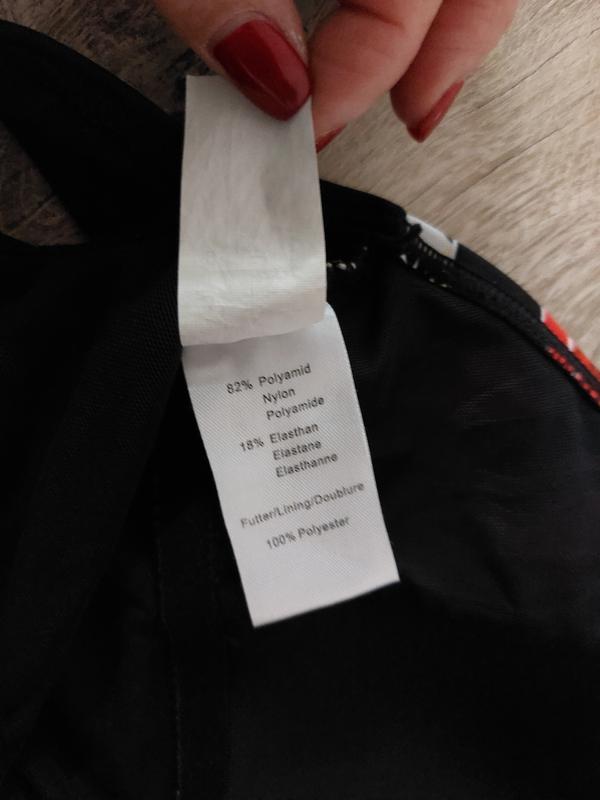 82% Polyamid
Nylon
Polyamide
18% Elasthan
Elastane
Elasthanne
Futter/Lining/Doublure
100% Polyester